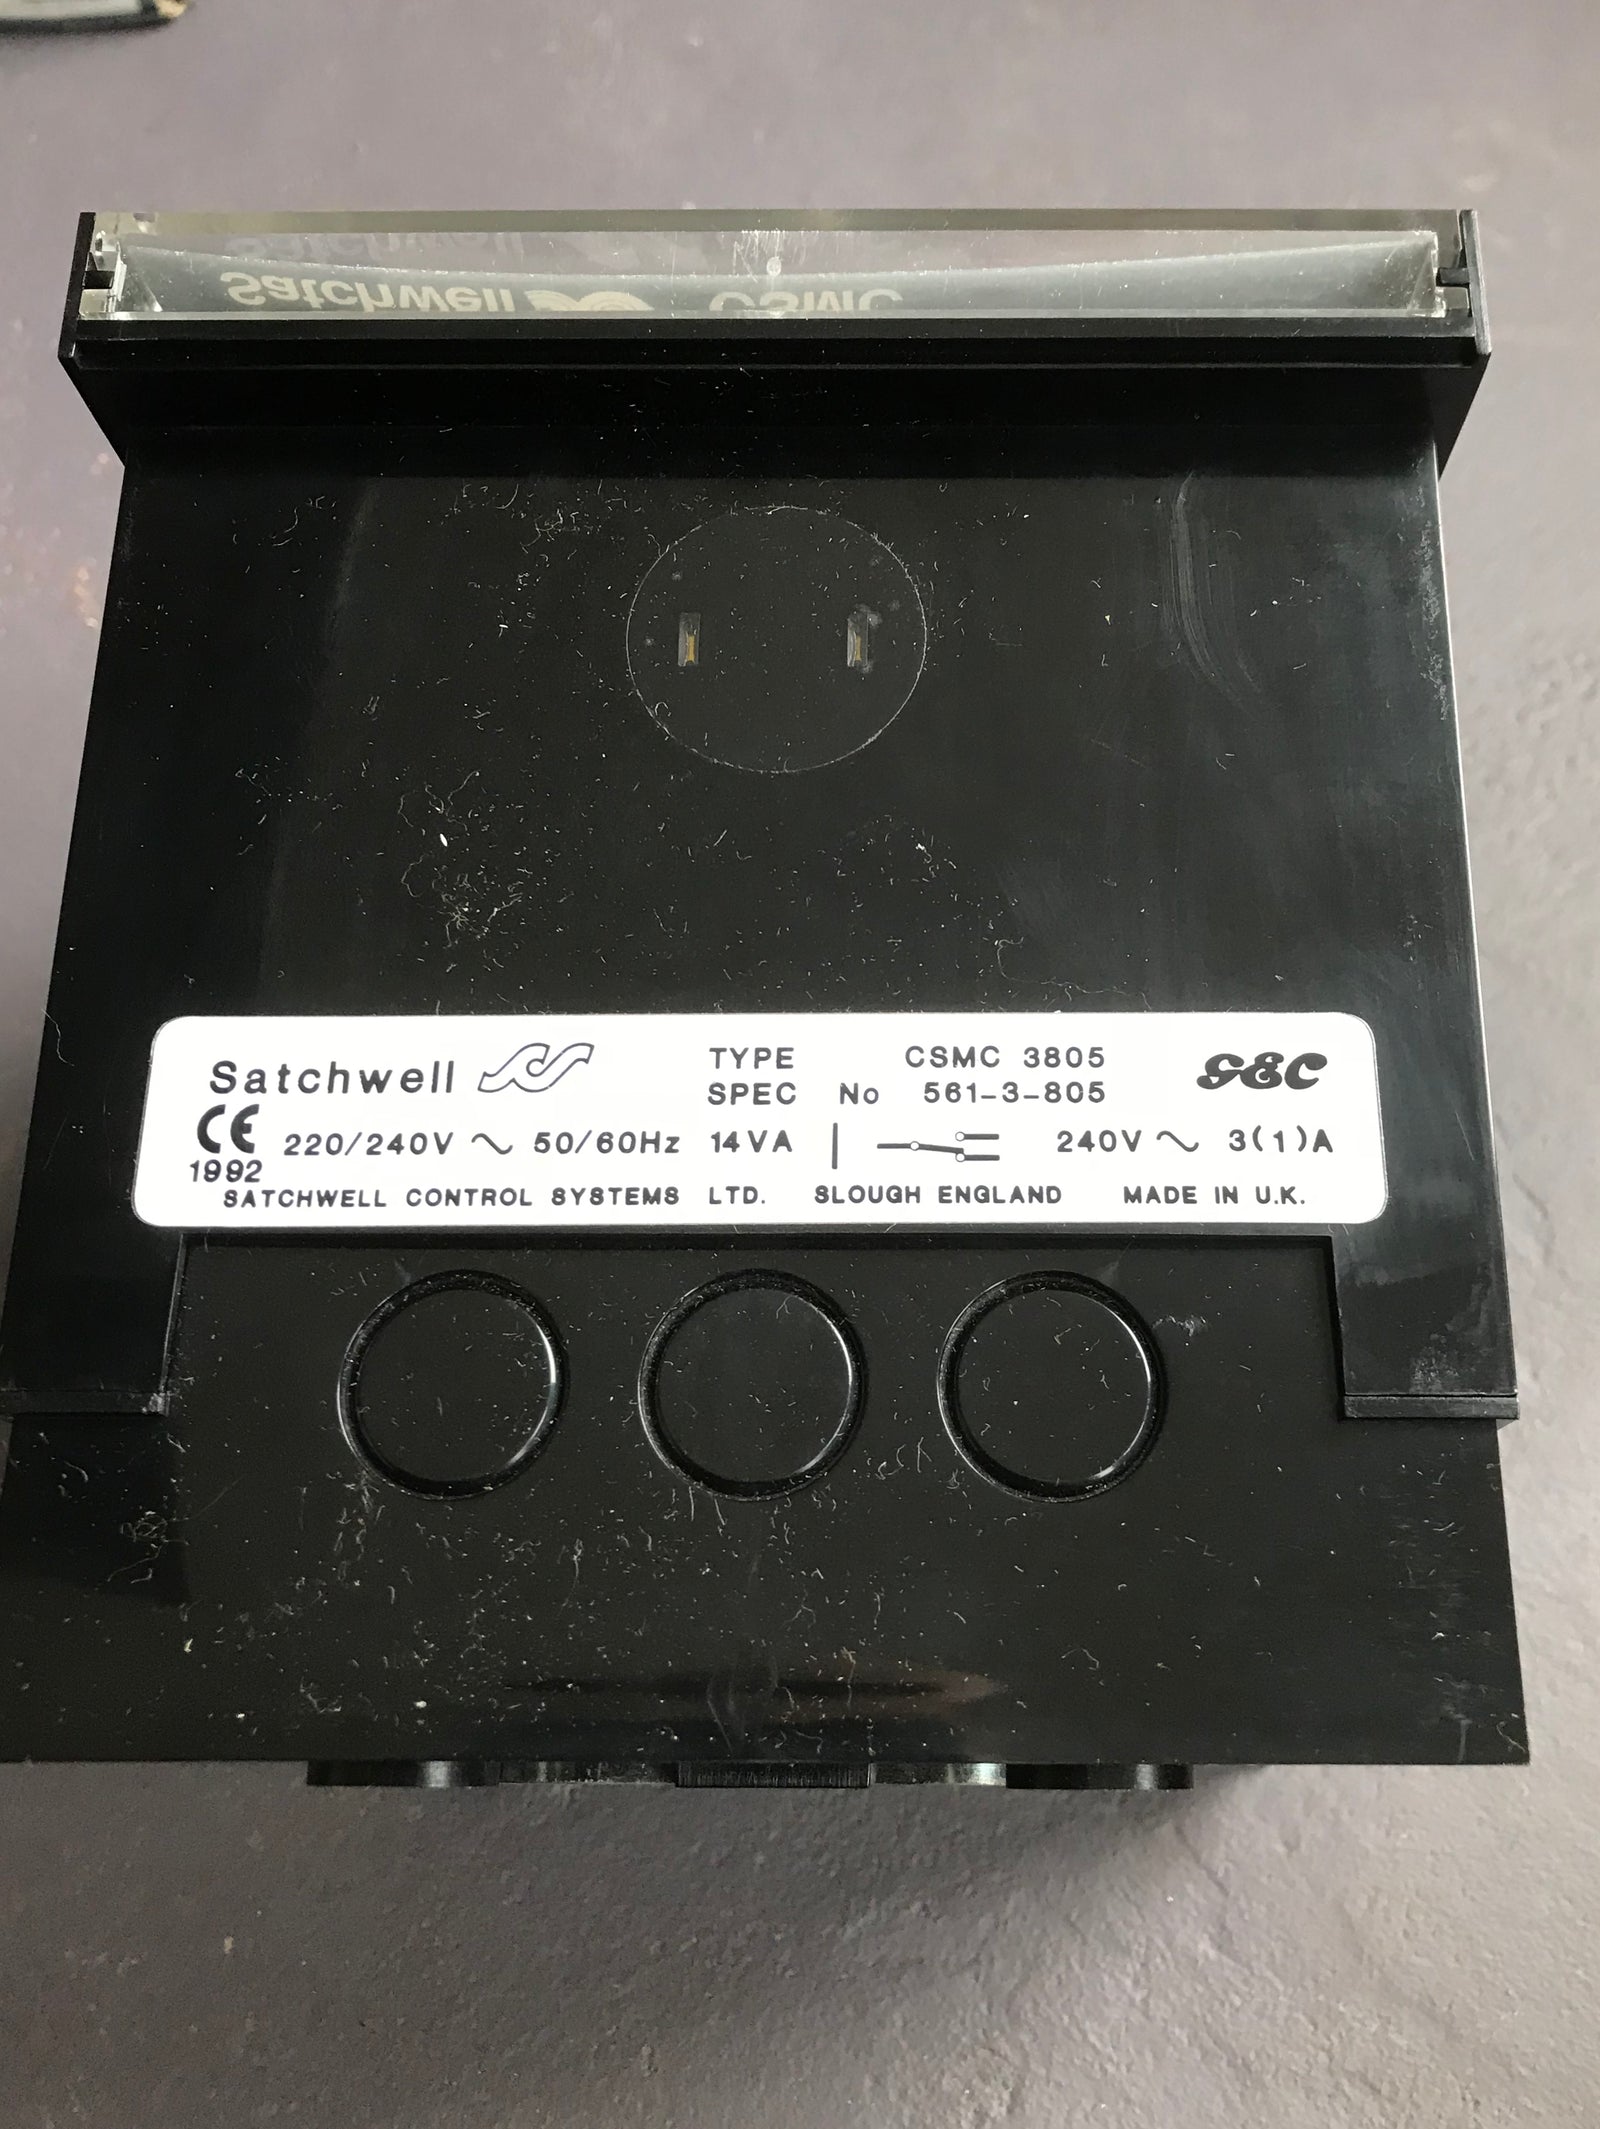 Satchwell CSMC
Satchwell TYPE CSMC 3805 GEC
SPEC No 561-3-805
CE 220/240V ~ 50/60Hz 14VA 240V ~ 3(1)A
1992
SATCHWELL CONTROL SYSTEMS LTD. SLOUGH ENGLAND MADE IN U.K.